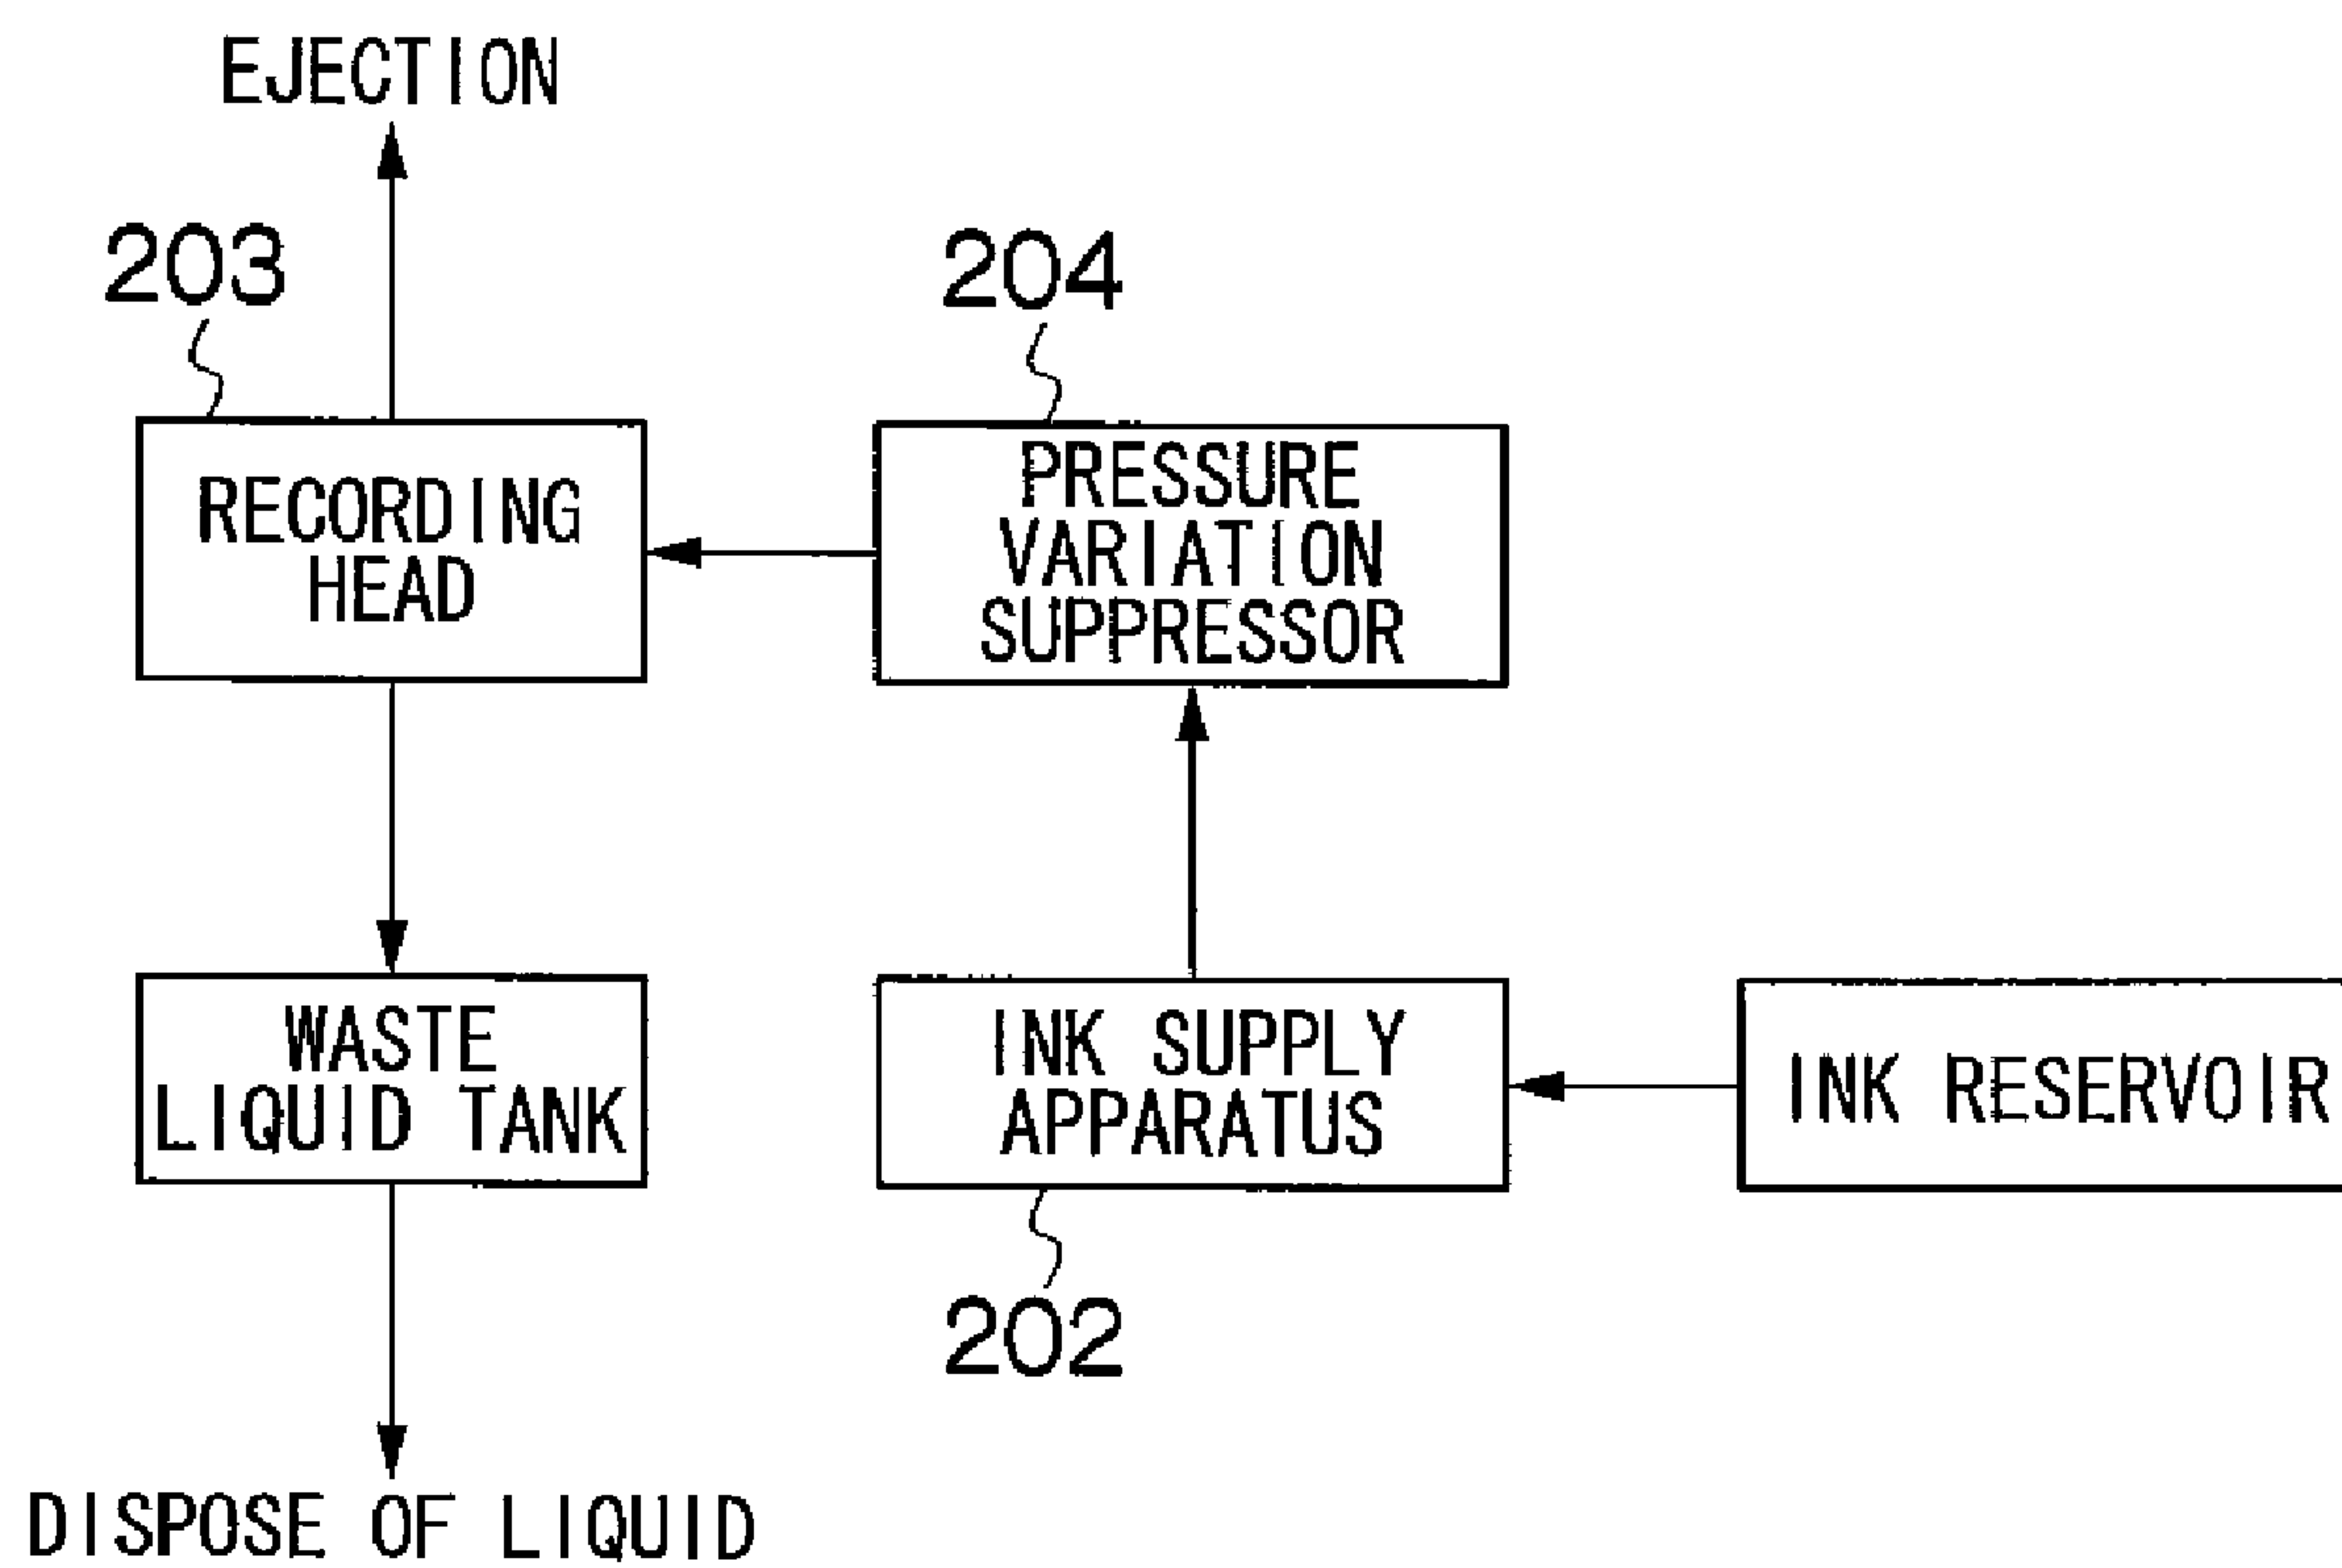 EJECTION
203
204
RECORDING
HEAD
PRESSURE
VARIATION
SUPPRESSOR
WASTE
LIQUID TANK
INK SUPPLY
APPARATUS
INK RESERVOIR
202
DISPOSE OF LIQUID